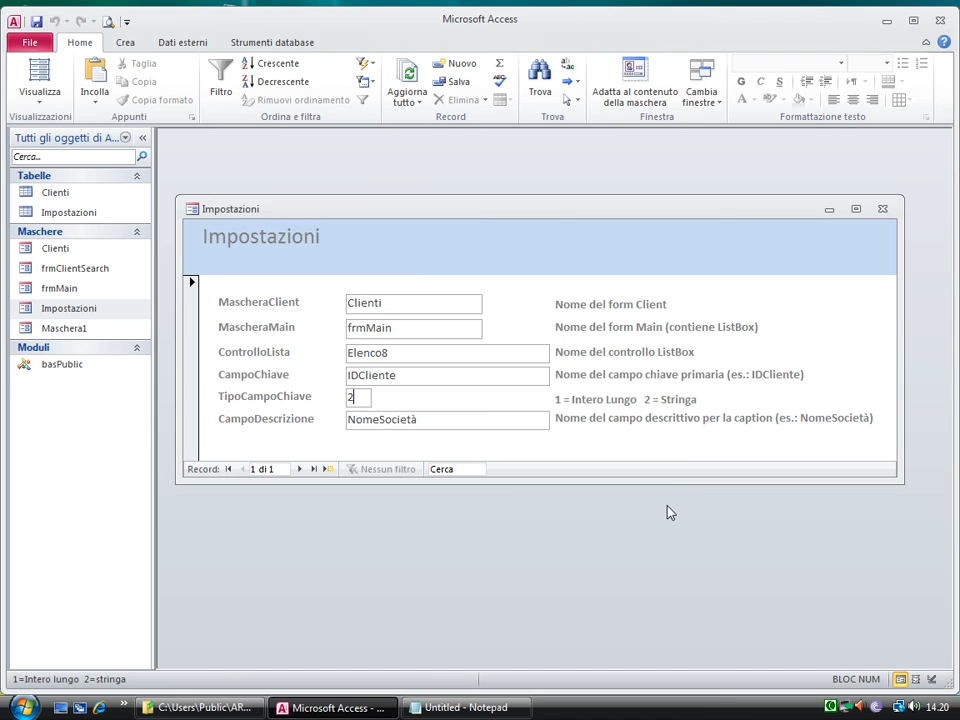 Microsoft Access
File Home Crea Dati esterni Strumenti database
Visualizza
Incolla
Taglia
Copia
Copia formato
Filtro
Crescente
Decrescente
Rimuovi ordinamento
Aggiorna tutto
Nuovo
Salva
Elimina
Trova
Adatta al contenuto della maschera
Cambia finestre
G C S
Visualizzazioni Appunti Ordina e filtra Record Trova Finestra Formattazione testo
Tutti gli oggetti di A...
Cerca..
Tabelle
Clienti
Impostazioni
Maschere
Clienti
frmClientSearch
frmMain
Impostazioni
Maschera1
Moduli
basPublic
Impostazioni
Impostazioni
MascheraClient Clienti Nome del form Client
MascheraMain frmMain Nome del form Main (contiene ListBox)
ControlloLista Elenco8 Nome del controllo ListBox
CampoChiave IDCliente Nome del campo chiave primaria (es.: IDCliente)
TipoCampoChiave 2 1 = Intero Lungo 2 = Stringa
CampoDescrizione NomeSocietà Nome del campo descrittivo per la caption (es.: NomeSocietà)
Record: 1 di 1 Nessun filtro Cerca
1=Intero lungo 2=stringa BLOC NUM
C:\Users\Public\AR... Microsoft Access - ... Untitled - Notepad 14.20